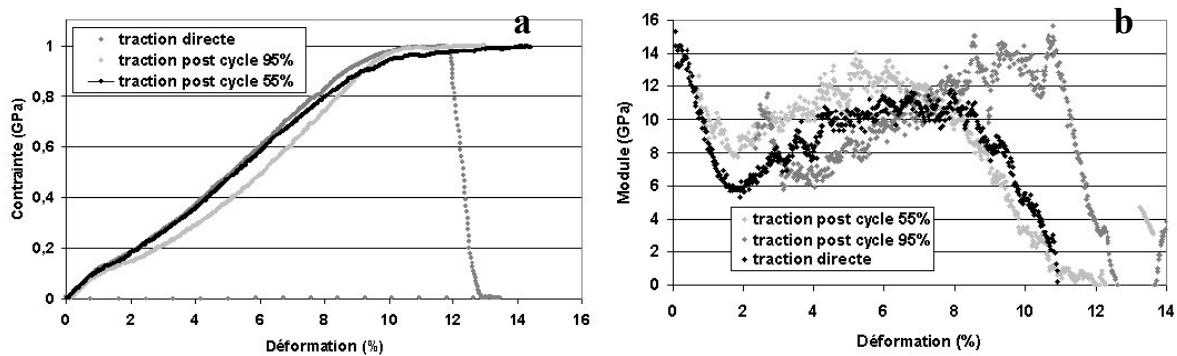 a
traction directe
traction post cycle 95%
traction post cycle 55%
Contrainte (GPa)
1
0,8
0,6
0,4
0,2
0
0 2 4 6 8 10 12 14 16
Déformation (%)
b
Module (GPa)
16
14
12
10
8
6
4
2
0
traction post cycle 55%
traction post cycle 95%
traction directe
0 2 4 6 8 10 12 14
Déformation (%)